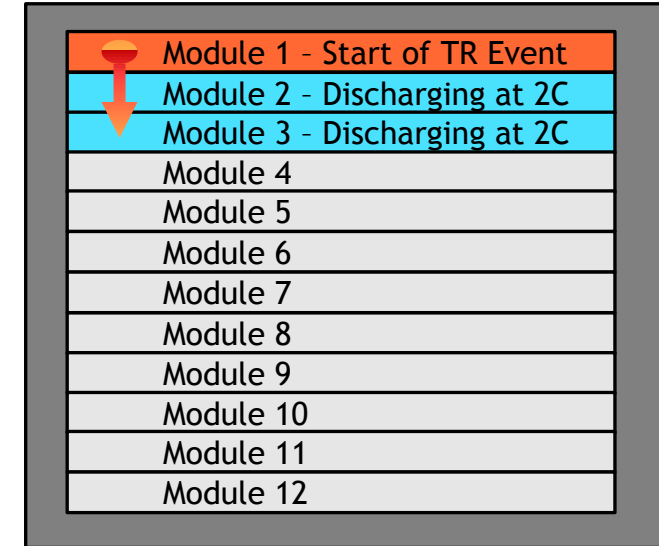 Module 1 – Start of TR Event
Module 2 – Discharging at 2C
Module 3 – Discharging at 2C
Module 4
Module 5
Module 6
Module 7
Module 8
Module 9
Module 10
Module 11
Module 12